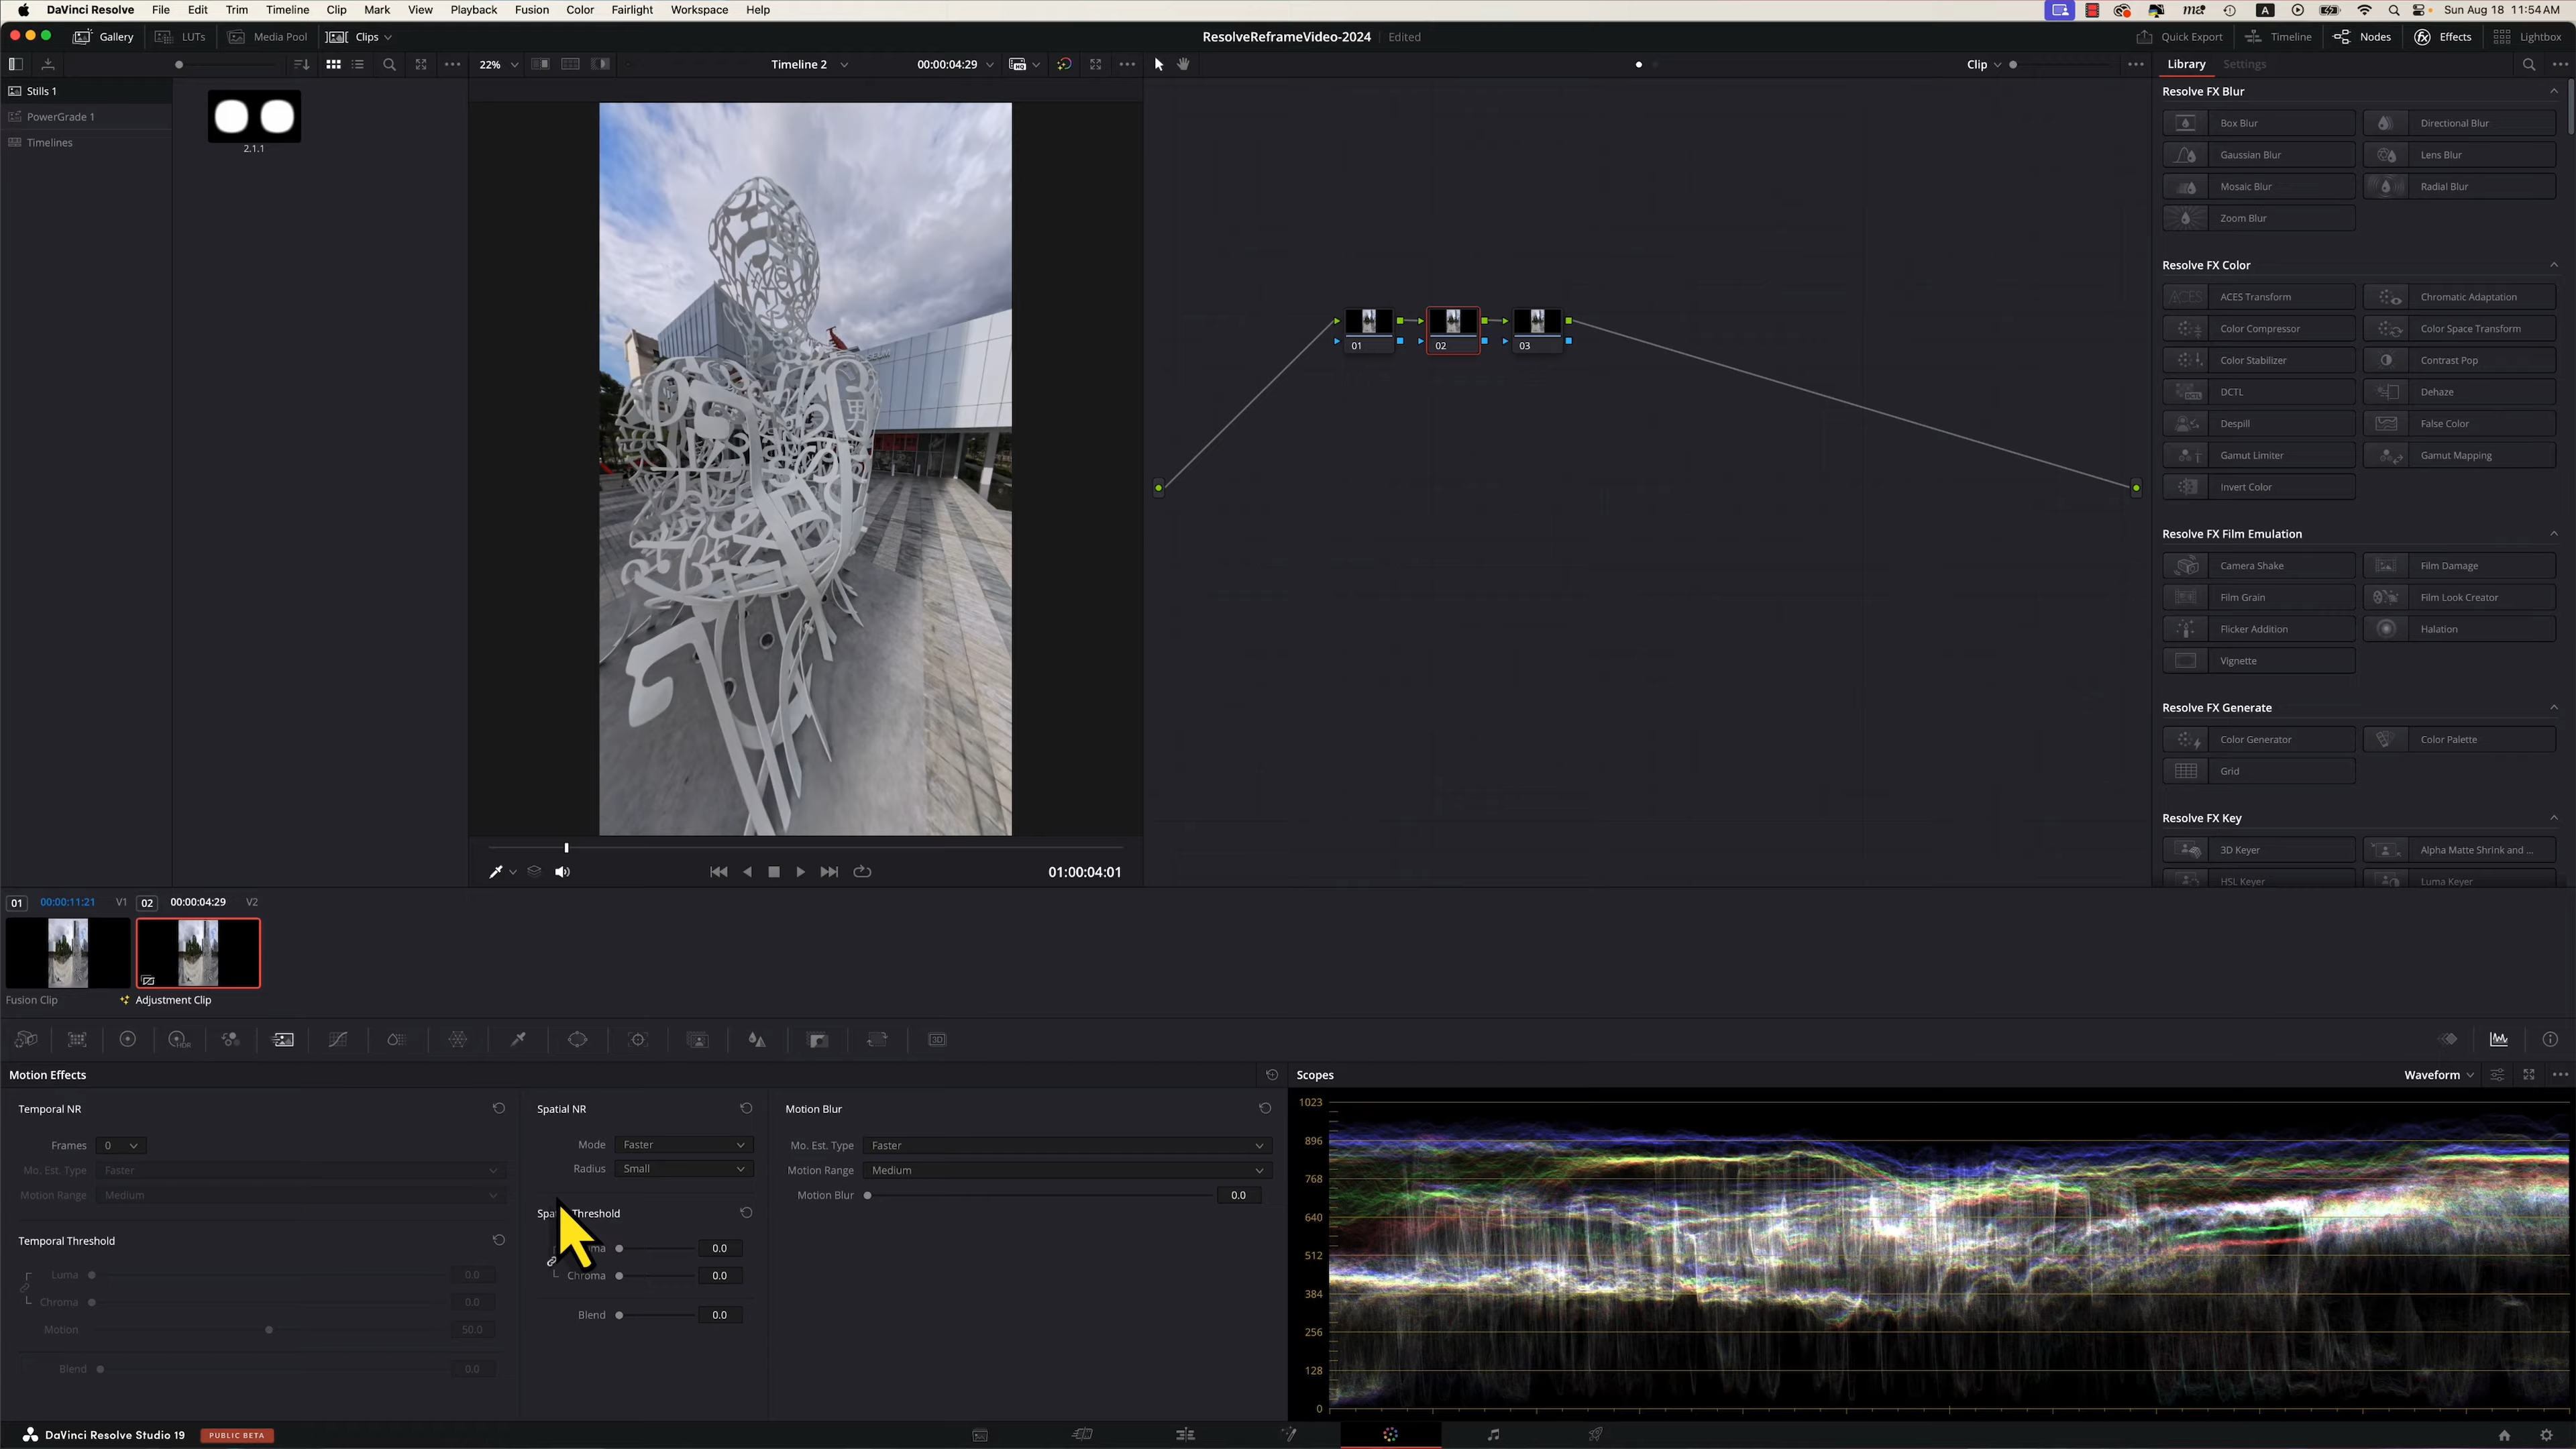 DaVinci Resolve File Edit Trim Timeline Clip Mark View Playback Fusion Color Fairlight Workspace Help A Sun Aug 18 11:54AM
Gallery LUTs Media Pool Clips ResolveReframeVideo-2024 Edited Quick Export Timeline Nodes Effects Lightbox
22% Timeline 2 00:00:04:29 Clip Library Settings
Stills 1
PowerGrade 1
Timelines
2.1.1
Resolve FX Blur
Box Blur Directional Blur
Gaussian Blur Lens Blur
Mosaic Blur Radial Blur
Zoom Blur
Resolve FX Color
ACES Transform Chromatic Adaptation
Color Compressor Color Space Transform
Color Stabilizer Contrast Pop
DCTL Dehaze
Despill False Color
Gamut Limiter Gamut Mapping
Invert Color
Resolve FX Film Emulation
Camera Shake Film Damage
Film Grain Film Look Creator
Flicker Addition Halation
Vignette
Resolve FX Generate
Color Generator Color Palette
Grid
Resolve FX Key
3D Keyer Alpha Matte Shrink and ...
HSL Keyer Luma Keyer
01 02 03
01:00:04:01
01 00:00:11:21 V1 02 00:00:04:29 V2
Fusion Clip Adjustment Clip
HDR 3D
Motion Effects
Temporal NR
Frames 0
Mo. Est. Type Faster
Motion Range Medium
Temporal Threshold
Luma 0.0
Chroma 0.0
Motion 50.0
Blend 0.0
Spatial NR
Mode Faster
Radius Small
Threshold
0.0
Chroma 0.0
Blend 0.0
Motion Blur
Mo. Est. Type Faster
Motion Range Medium
Motion Blur 0.0
Scopes Waveform
1023
896
768
640
512
384
256
128
0
DaVinci Resolve Studio 19 PUBLIC BETA